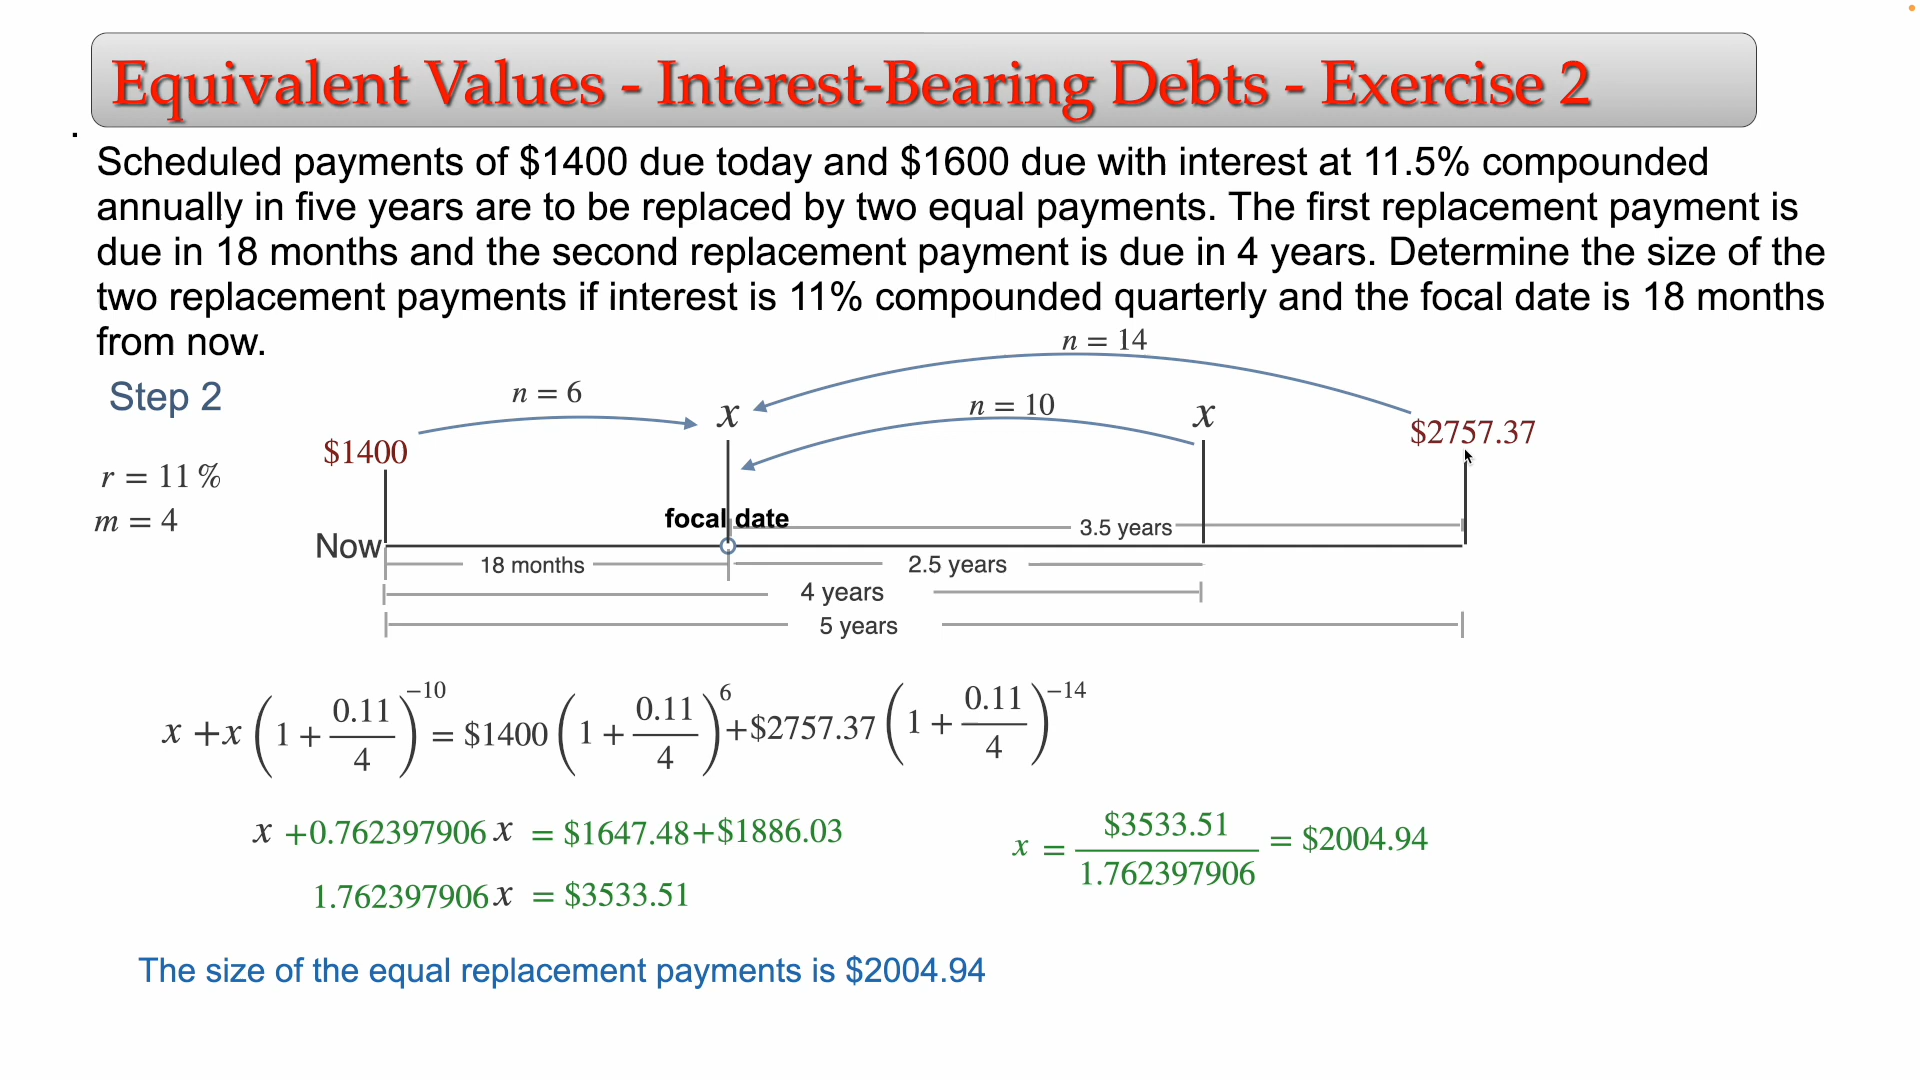 Equivalent Values - Interest-Bearing Debts - Exercise 2
.
Scheduled payments of $1400 due today and $1600 due with interest at 11.5% compounded
annually in five years are to be replaced by two equal payments. The first replacement payment is
due in 18 months and the second replacement payment is due in 4 years. Determine the size of the
two replacement payments if interest is 11% compounded quarterly and the focal date is 18 months
from now.
n = 14
Step 2
n = 6
x
n = 10
x
$2757.37
$1400
r = 11 %
m = 4
focal date
3.5 years
Now
18 months
2.5 years
4 years
5 years
x + x (1 + 0.11/4)^−10 = $1400 (1 + 0.11/4)^6 + $2757.37 (1 + 0.11/4)^−14
x +0.762397906 x = $1647.48+$1886.03
x = $3533.51/1.762397906 = $2004.94
1.762397906 x = $3533.51
The size of the equal replacement payments is $2004.94